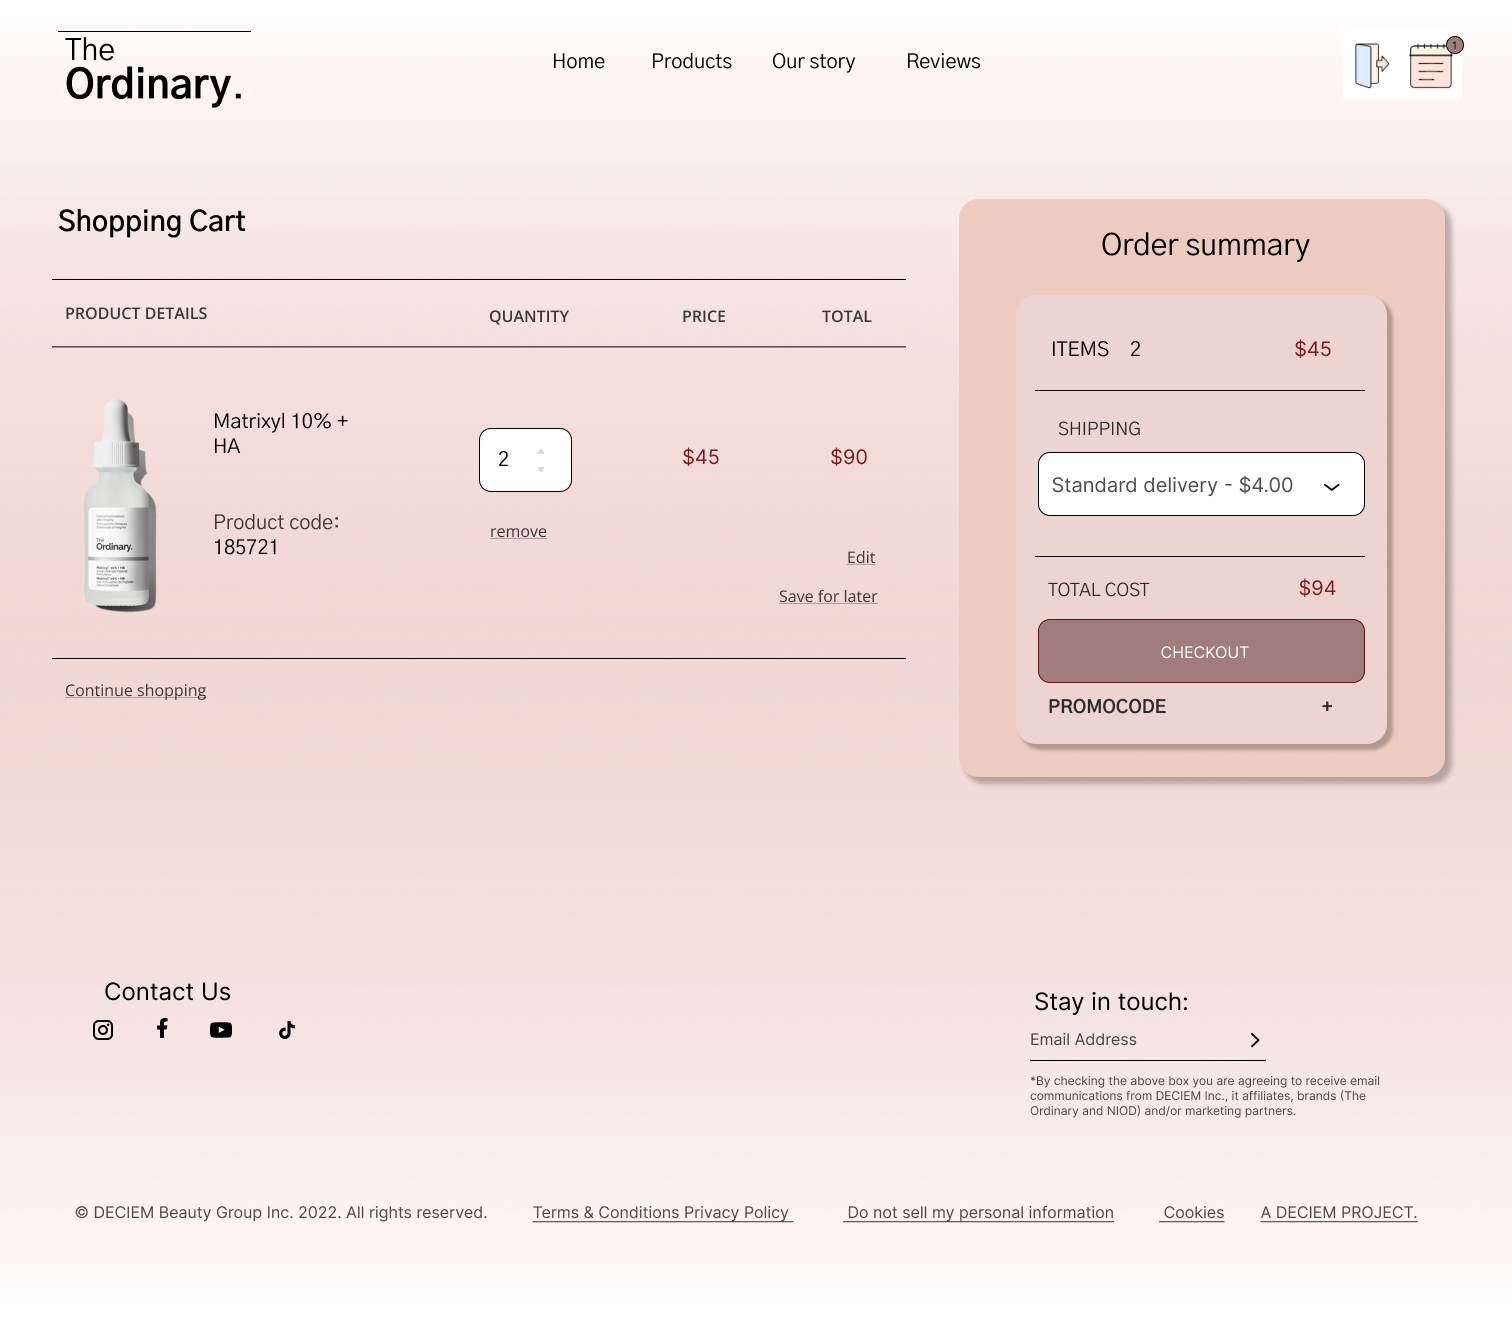 The
Ordinary.
Home Products Our story Reviews
1
Shopping Cart
PRODUCT DETAILS QUANTITY PRICE TOTAL
Matrixyl 10% +
HA
2 $45 $90
Product code:
185721
remove
Edit
Save for later
The
Ordinary.
Continue shopping
Order summary
ITEMS 2 $45
SHIPPING
Standard delivery - $4.00
TOTAL COST $94
CHECKOUT
PROMOCODE +
Contact Us
Stay in touch:
Email Address
*By checking the above box you are agreeing to receive email
communications from DECIEM Inc., it affiliates, brands (The
Ordinary and NIOD) and/or marketing partners.
© DECIEM Beauty Group Inc. 2022. All rights reserved. Terms & Conditions Privacy Policy Do not sell my personal information Cookies A DECIEM PROJECT.